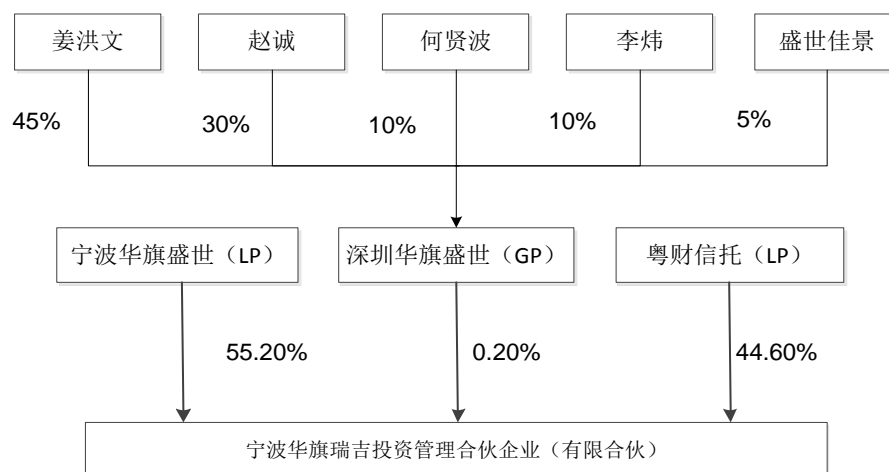 姜洪文
赵诚
何贤波
李炜
盛世佳景
45%
30%
10%
10%
5%
宁波华旗盛世（LP）
深圳华旗盛世（GP）
粤财信托（LP）
55.20%
0.20%
44.60%
宁波华旗瑞吉投资管理合伙企业（有限合伙）